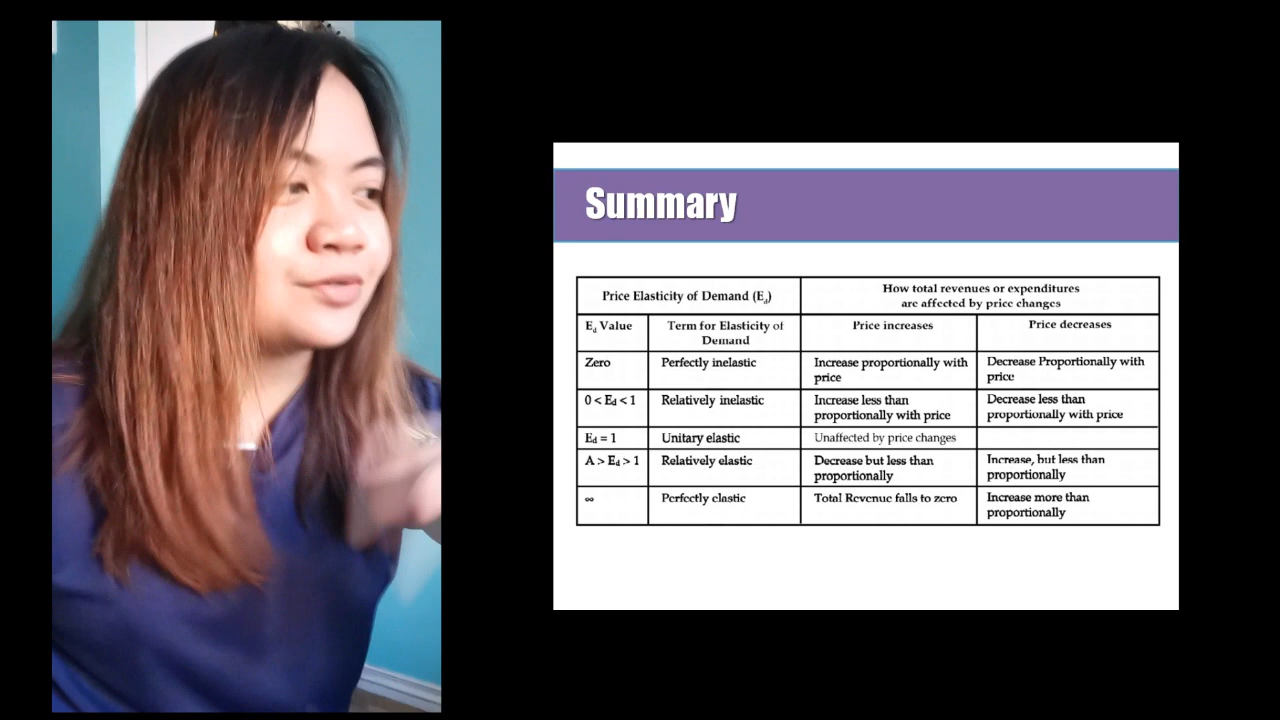 Summary
Price Elasticity of Demand (Ed)
How total revenues or expenditures
are affected by price changes
Ed Value
Term for Elasticity of
Demand
Price increases
Price decreases
Zero
Perfectly inelastic
Increase proportionally with
price
Decrease Proportionally with
price
0 < Ed < 1
Relatively inelastic
Increase less than
proportionally with price
Decrease less than
proportionally with price
Ed = 1
Unitary elastic
Unaffected by price changes
A > Ed > 1
Relatively elastic
Decrease but less than
proportionally
Increase, but less than
proportionally
∞
Perfectly elastic
Total Revenue falls to zero
Increase more than
proportionally